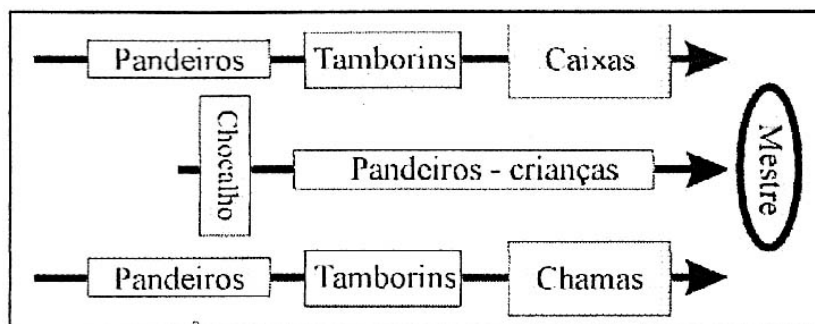 Pandeiros Tamborins Caixas
Chocalho Pandeiros - crianças Mestre
Pandeiros Tamborins Chamas